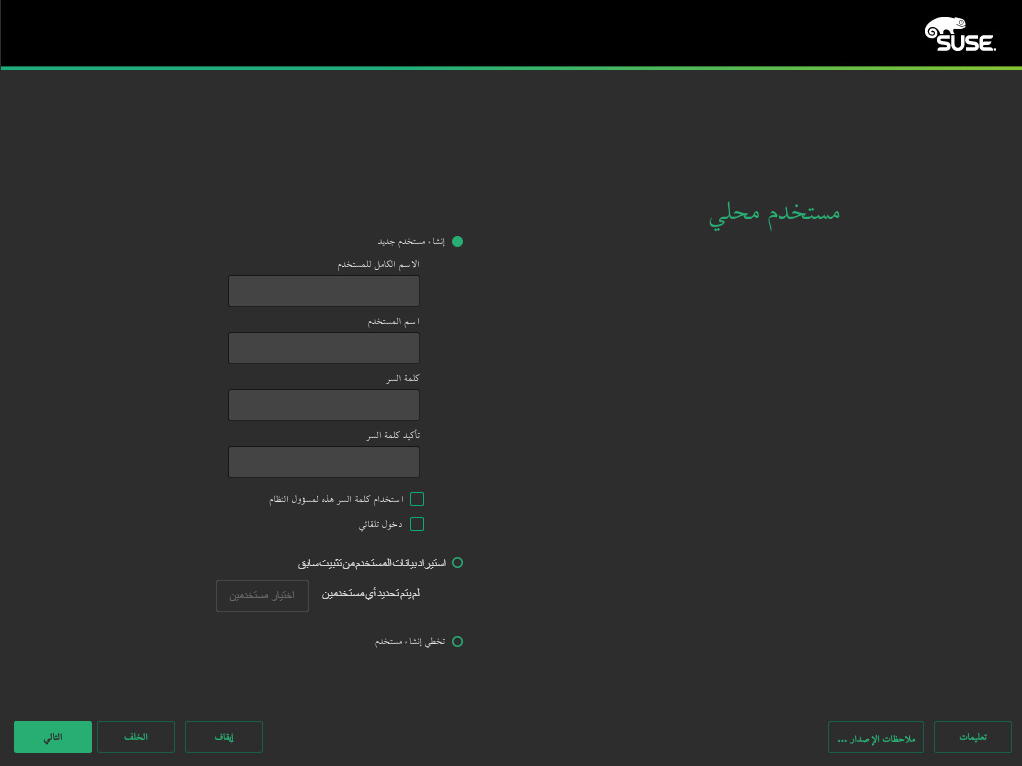 SUSE.
مستخدم محلي
إنشاء مستخدم جديد
الاسم الكامل للمستخدم
اسم المستخدم
كلمة السر
تأكيد كلمة السر
استخدام كلمة السر هذه لمسؤول النظام
دخول تلقائي
استيراد بيانات المستخدم من تثبيت سابق
لم يتم تحديد أي مستخدمين
اختيار مستخدمين
تخطي إنشاء مستخدم
تعليمات
ملاحظات الإصدار ...
إيقاف
الخلف
التالي